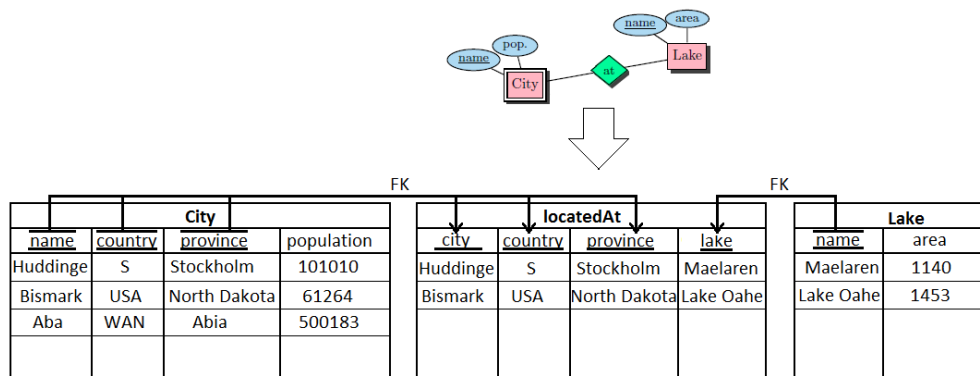 name area
name pop.
Lake
at
City
FK FK
City locatedAt Lake
name country province population city country province lake name area
Huddinge S Stockholm 101010 Huddinge S Stockholm Maelaren Maelaren 1140
Bismark USA North Dakota 61264 Bismark USA North Dakota Lake Oahe Lake Oahe 1453
Aba WAN Abia 500183